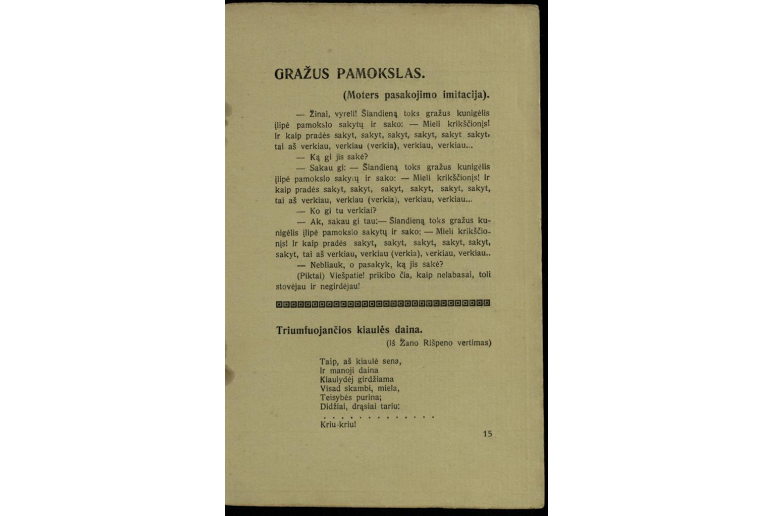 GRAŽUS PAMOKSLAS.
(Moters pasakojimo imitacija).
— Žinai, vyreli! Šiandieną toks gražus kunigėlis
įlipė pamokslo sakytų ir sako: — Mieli krikščionįs!
Ir kaip pradės sakyt, sakyt, sakyt, sakyt, sakyt sakyt,
tai aš verkiau, verkiau (verkia), verkiau, verkiau...
— Ką gi jis sakė?
— Sakau gi: — Šiandieną toks gražus kunigėlis
įlipė pamokslo sakytų ir sako: — Mieli krikščionįs! Ir
kaip pradės sakyt, sakyt, sakyt, sakyt, sakyt, sakyt,
tai aš verkiau, verkiau (verkia), verkiau, verkiau...
— Ko gi tu verkiai?
— Ak, sakau gi tau:— Šiandieną toks gražus ku-
nigėlis įlipė pamokslo sakytų ir sako: — Mieli krikščio-
nįs! Ir kaip pradės sakyt, sakyt, sakyt, sakyt, sakyt,
sakyt, tai aš verkiau, verkiau (verkia), verkiau, verkiau..
— Nebliauk, o pasakyk, ką jis sakė?
(Piktai) Viešpatie! prikibo čia, kaip nelabasai, toli
stovėjau ir negirdėjau!
Triumfuojančios kiaulės daina.
(iš Žano Rišpeno vertimas)
Taip, aš kiaulė sena,
Ir manoji daina
Kiaulydėj girdžiama
Visad skambi, miela,
Teisybės purina;
Didžiai, drąsiai tariu:
. . . . . . . . . . . . .
Kriu-kriu!
15